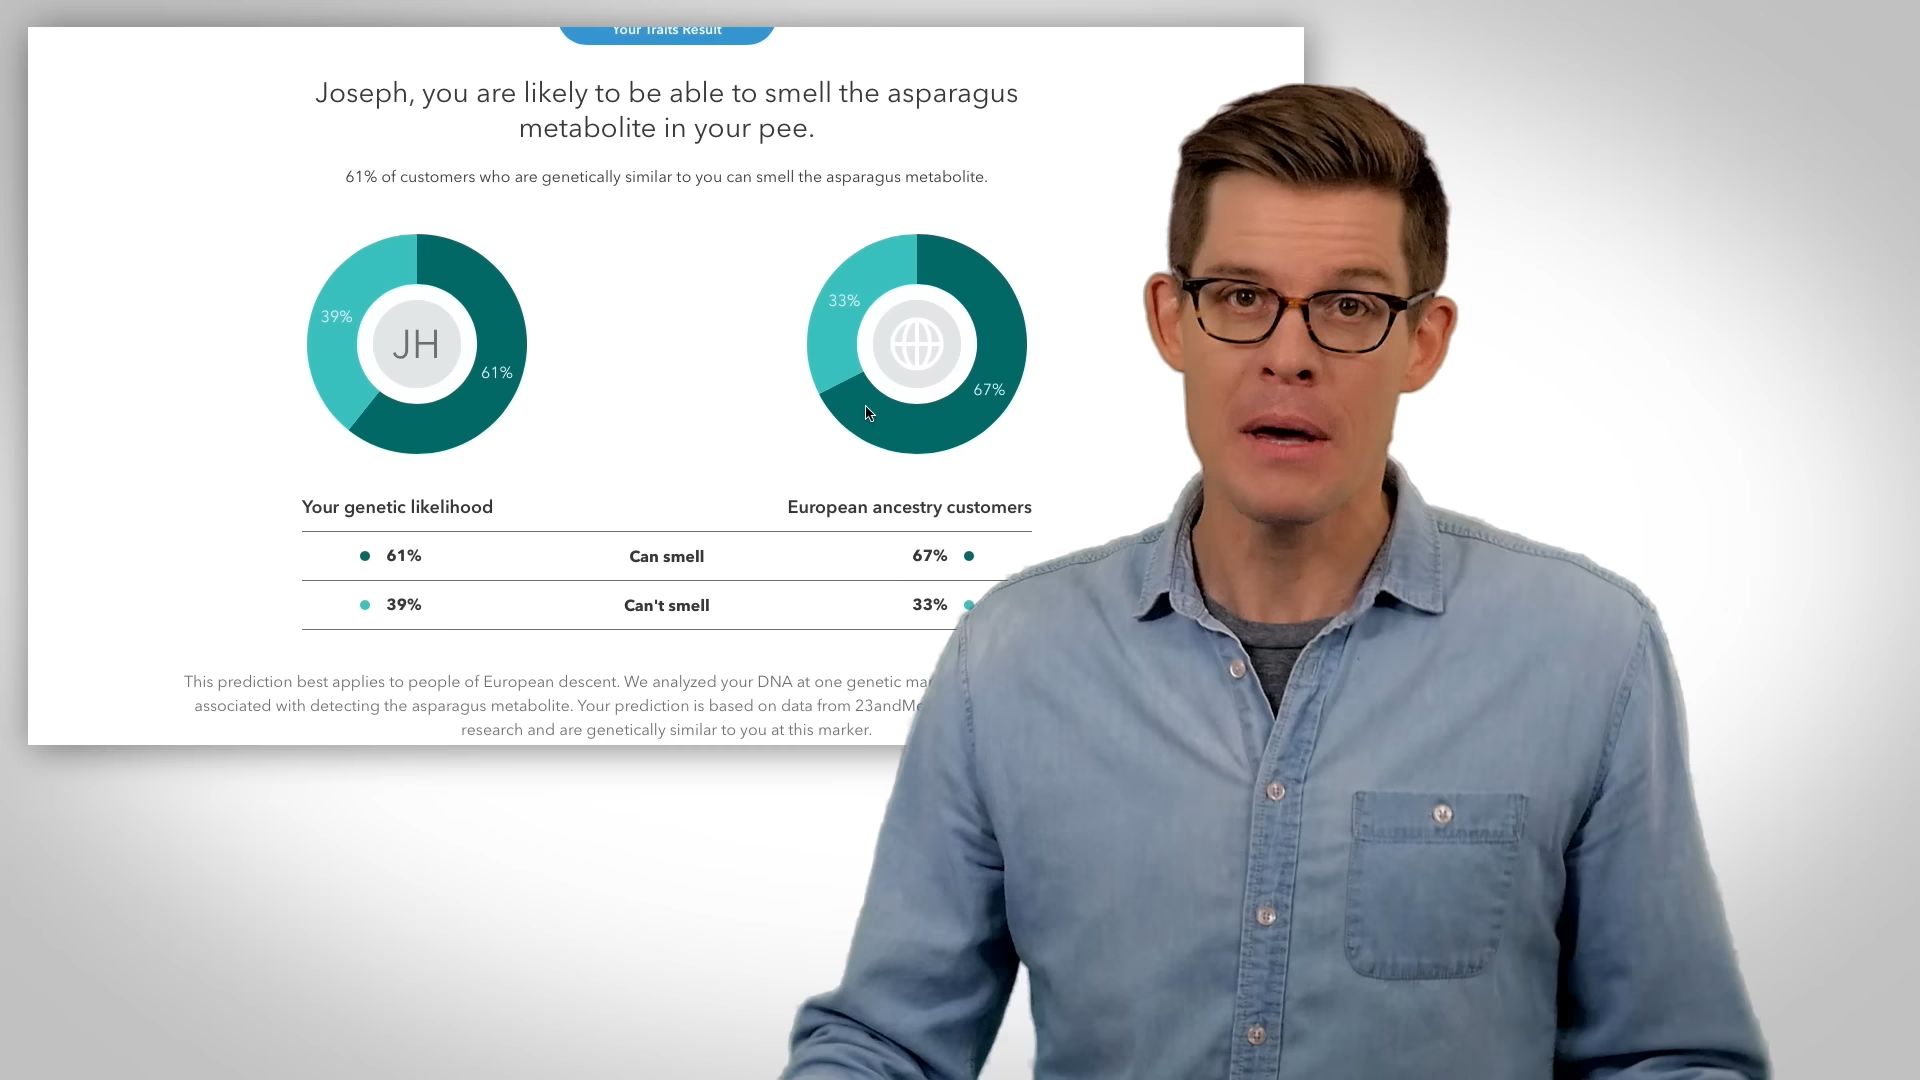 Your Traits Result
Joseph, you are likely to be able to smell the asparagus
metabolite in your pee.
61% of customers who are genetically similar to you can smell the asparagus metabolite.
39%
JH
61%
33%
67%
Your genetic likelihood
European ancestry customers
61% Can smell 67%
39% Can't smell 33%
This prediction best applies to people of European descent. We analyzed your DNA at one genetic
associated with detecting the asparagus metabolite. Your prediction is based on data from
research and are genetically similar to you at this marker.